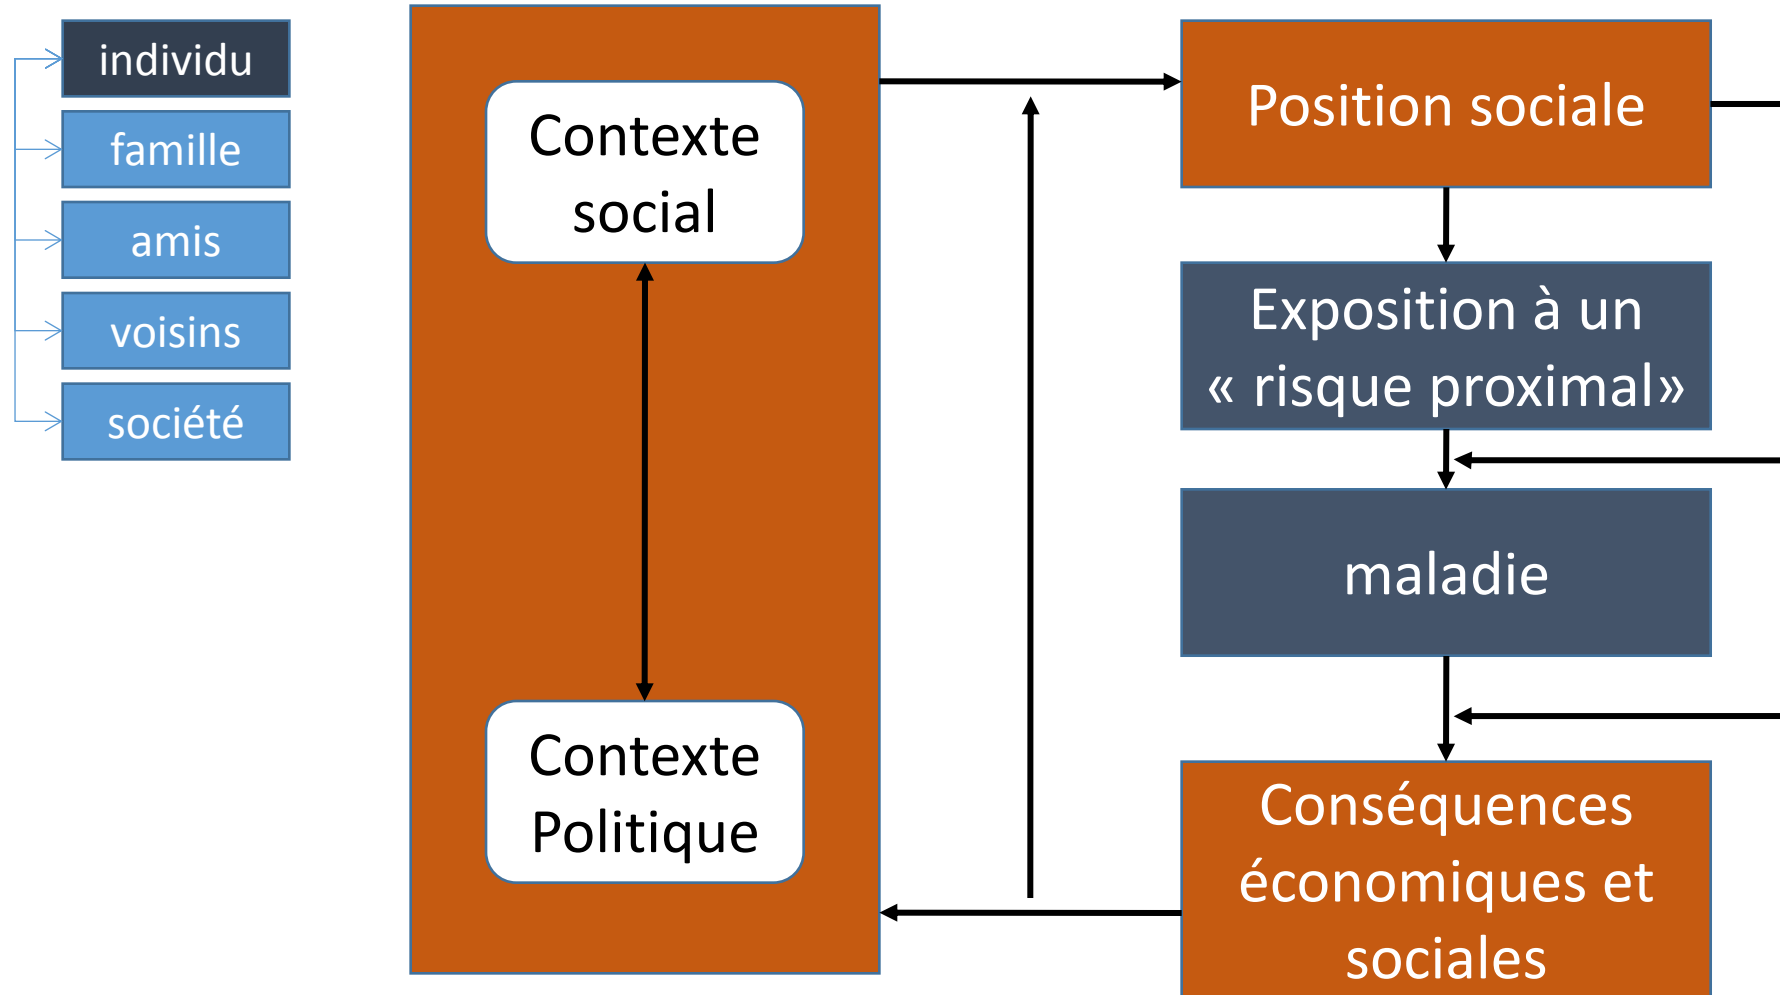 individu
famille
amis
voisins
société
Contexte
social
Contexte
Politique
Position sociale
Exposition à un
« risque proximal»
maladie
Conséquences
économiques et
sociales